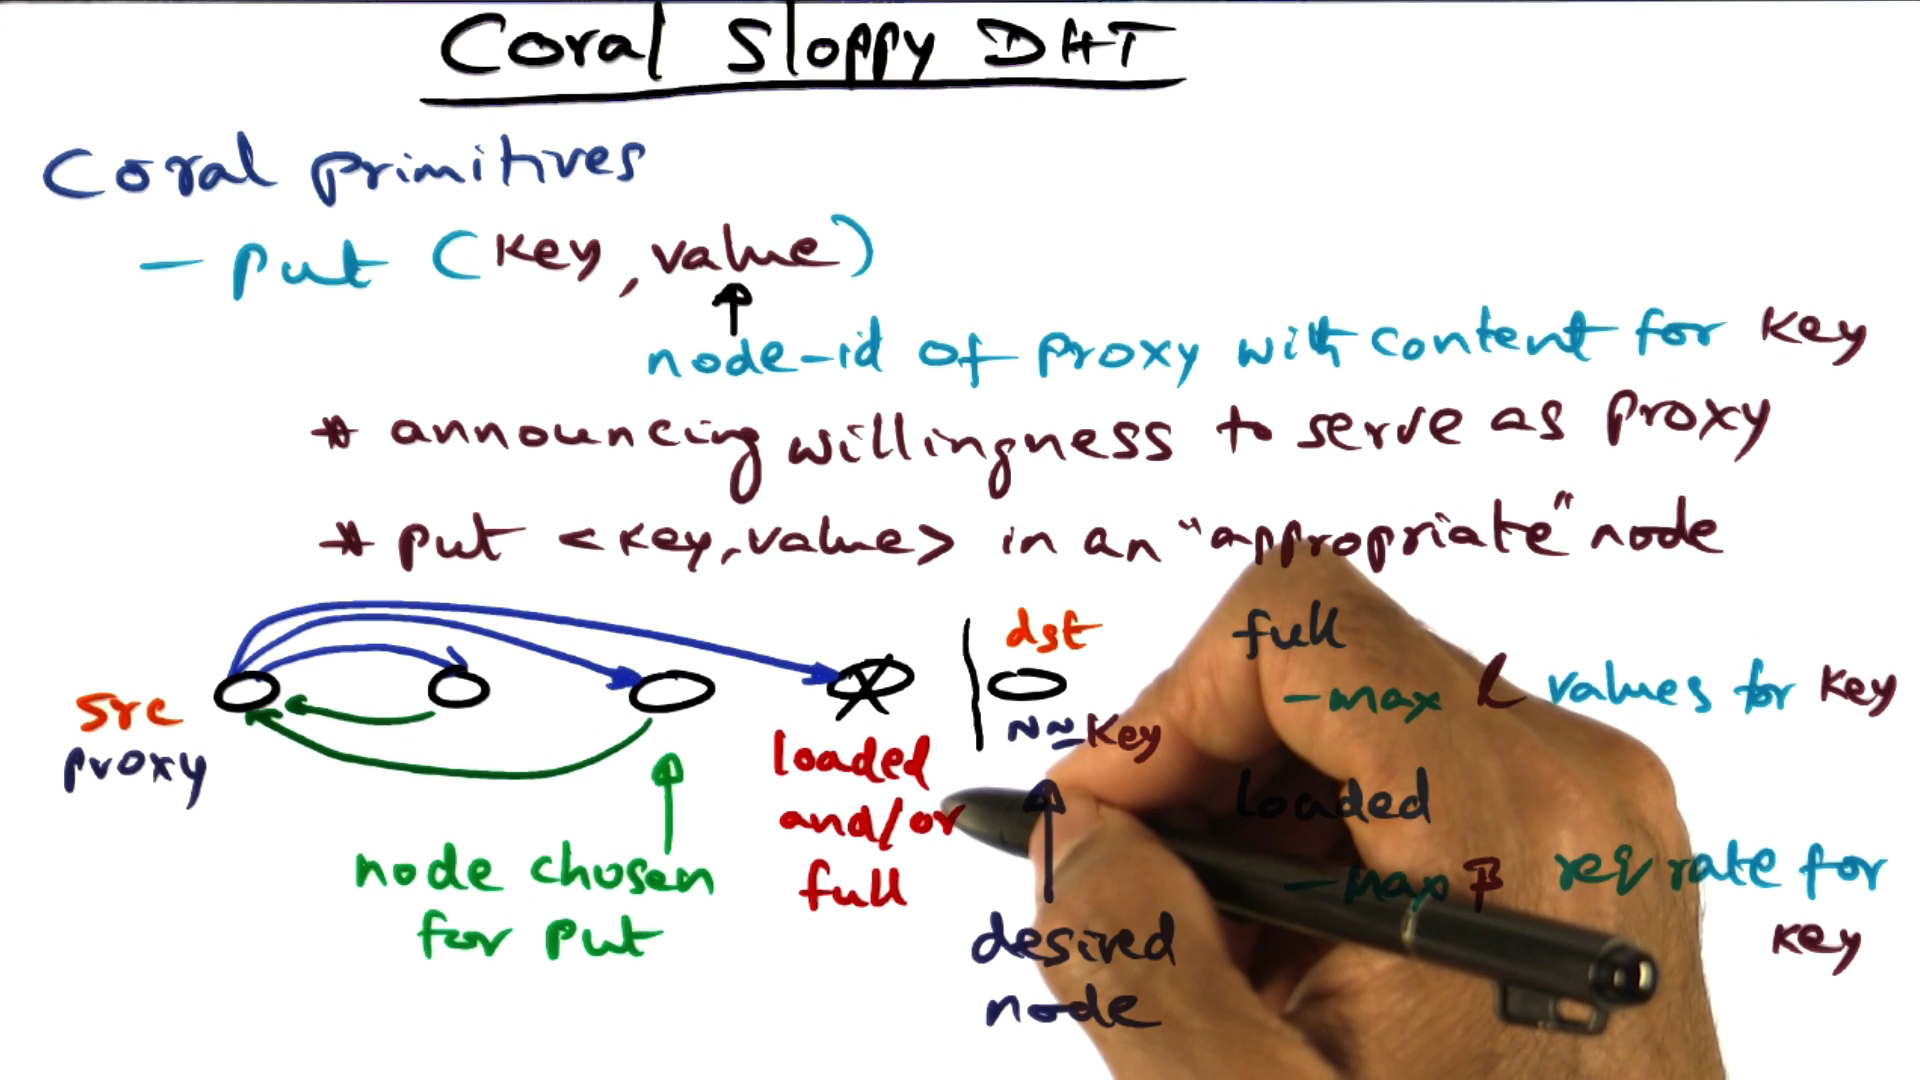 Coral Sloppy DHT
Coral primitives
- put (key, value)
node-id of proxy with content for key
* announcing willingness to serve as proxy
* put <key, value> in an "appropriate" node
src
proxy
node chosen
for put
loaded
and/or
full
dst
N≈Key
desired
node
full
- max l values for key
loaded
- max β req rate for
key